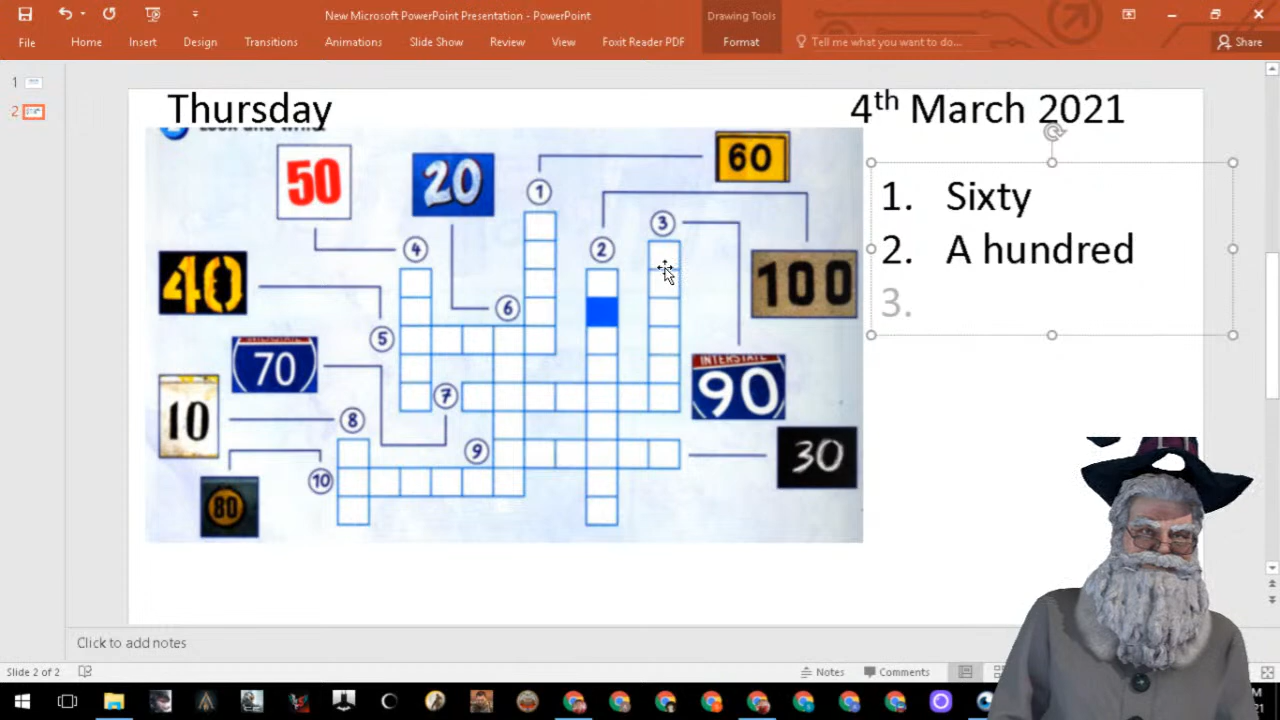 New Microsoft PowerPoint Presentation - PowerPoint
Drawing Tools
File
Home
Insert
Design
Transitions
Animations
Slide Show
Review
View
Foxit Reader PDF
Format
Tell me what you want to do...
Share
1
2
Thursday
4th March 2021
50
20
60
1
2
3
4
40
100
6
5
INTERSTATE
70
INTERSTATE
90
7
10
8
9
30
10
80
1. Sixty
2. A hundred
3.
Click to add notes
Slide 2 of 2
Notes
Comments